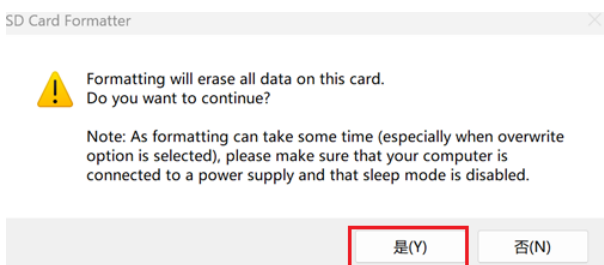 SD Card Formatter
Formatting will erase all data on this card.
Do you want to continue?
Note: As formatting can take some time (especially when overwrite
option is selected), please make sure that your computer is
connected to a power supply and that sleep mode is disabled.
是(Y)
否(N)